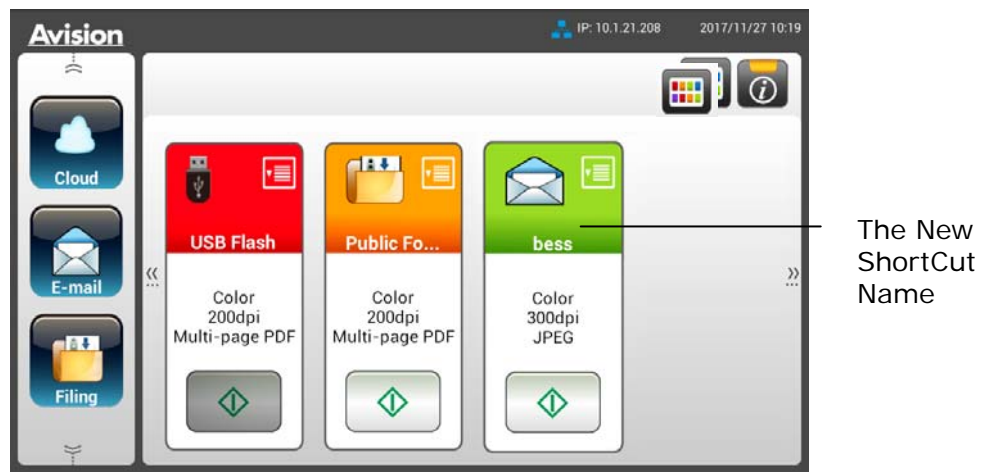 Avision
IP: 10.1.21.208
2017/11/27 10:19
Cloud
E-mail
Filing
USB Flash
Color
200dpi
Multi-page PDF
Public Fo...
Color
200dpi
Multi-page PDF
bess
Color
300dpi
JPEG
The New
ShortCut
Name